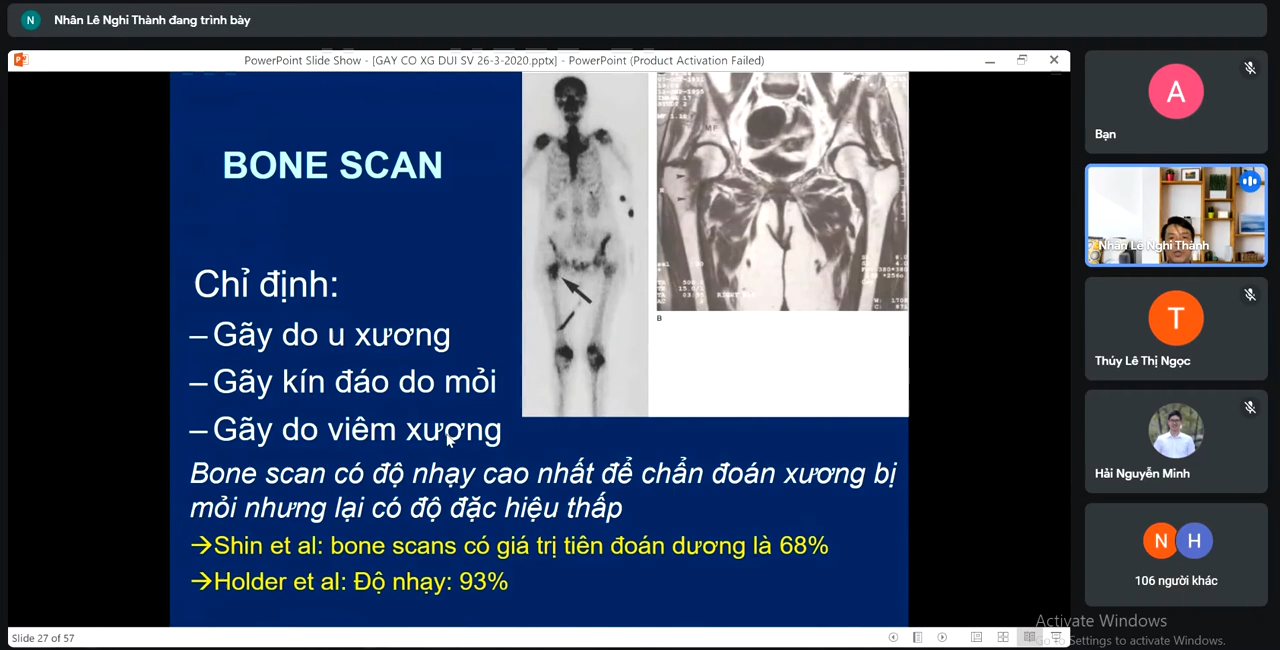 N
Nhân Lê Nghi Thành đang trình bày
PowerPoint Slide Show - [GAY CO XG DUI SV 26-3-2020.pptx] - PowerPoint (Product Activation Failed)
BONE SCAN
Chỉ định:
–Gãy do u xương
–Gãy kín đáo do mỏi
–Gãy do viêm xương
Bone scan có độ nhạy cao nhất để chẩn đoán xương bị
mỏi nhưng lại có độ đặc hiệu thấp
→Shin et al: bone scans có giá trị tiên đoán dương là 68%
→Holder et al: Độ nhạy: 93%
MF
B
Slide 27 of 57
A
Bạn
Nhân Lê Nghi Thành
T
Thúy Lê Thị Ngọc
Hải Nguyễn Minh
N H
106 người khác
Activate Windows
Go to Settings to activate Windows.